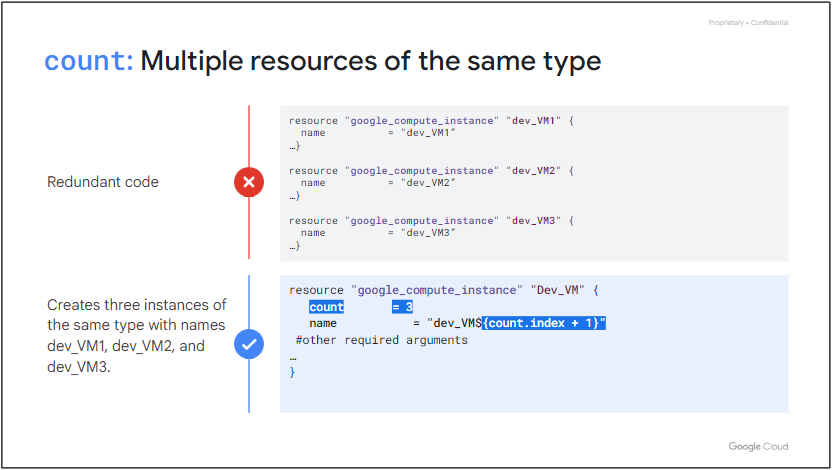 Proprietary + Confidential
count: Multiple resources of the same type
Redundant code
resource "google_compute_instance" "dev_VM1" {
  name          = "dev_VM1"
…}
resource "google_compute_instance" "dev_VM2" {
  name          = "dev_VM2"
…}
resource "google_compute_instance" "dev_VM3" {
  name          = "dev_VM3"
…}
Creates three instances of
the same type with names
dev_VM1, dev_VM2, and
dev_VM3.
resource "google_compute_instance" "Dev_VM" {
   count       = 3
   name           = "dev_VM${count.index + 1}"
 #other required arguments
…
}
Google Cloud